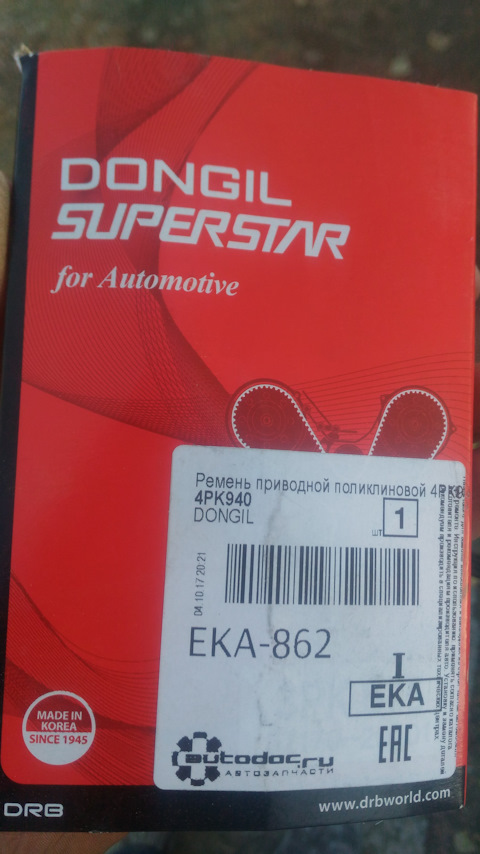 DONGIL
SUPERSTAR
for Automotive
Ремень приводной поликлиновой
4PK940
DONGIL
шт
1
04.10.17 20:21
EKA-862
I
EKA
EAC
autodoc.ru
АВТОЗАПЧАСТИ
MADE IN
KOREA
SINCE 1945
DRB
www.drbworld.com